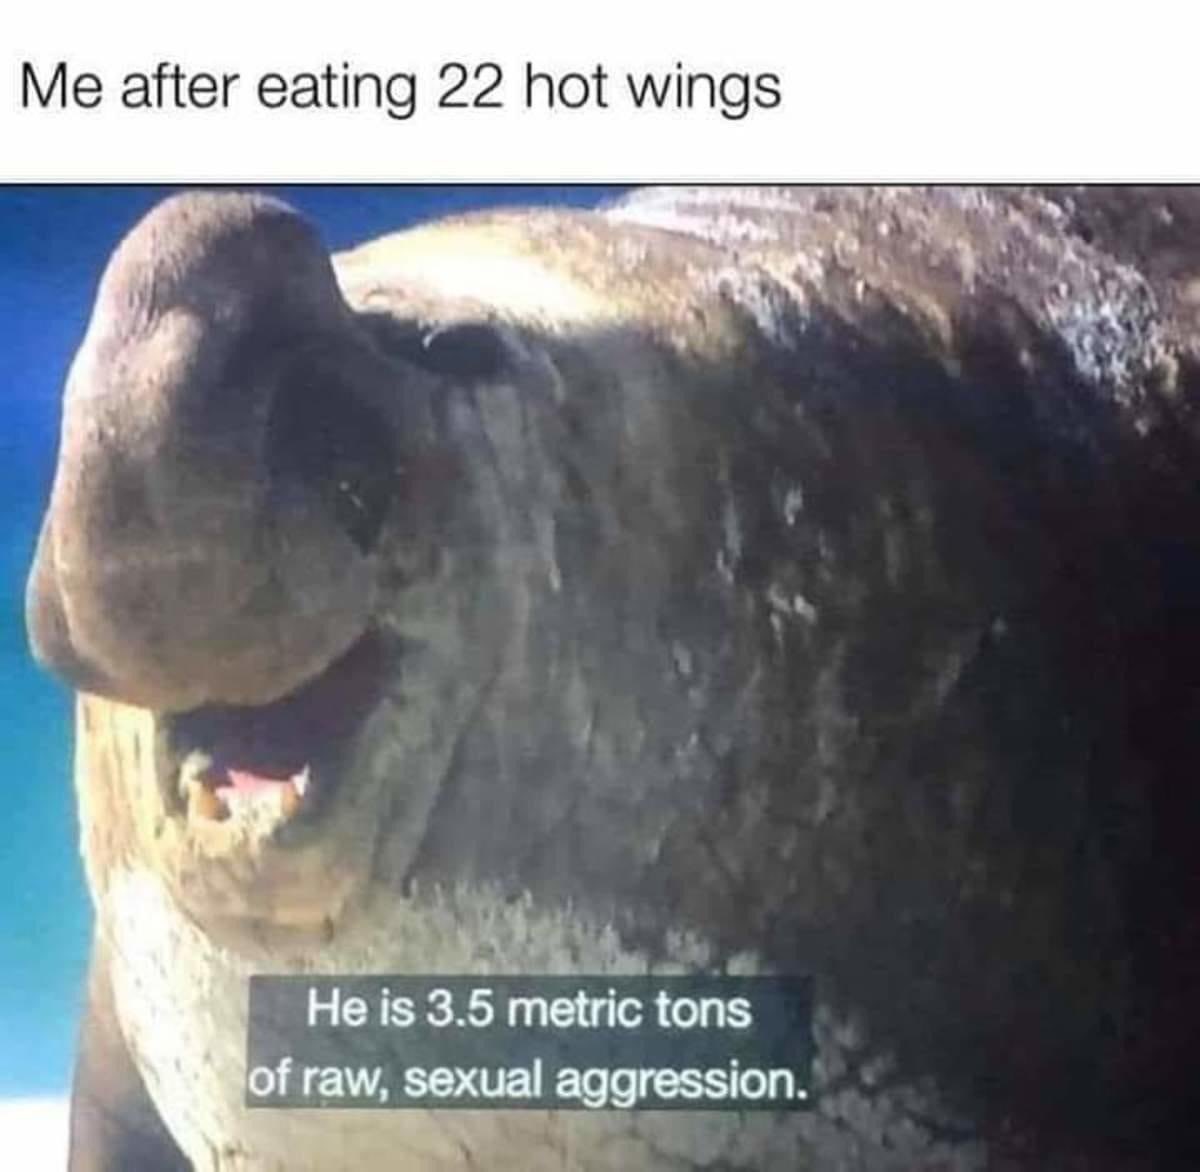 Me after eating 22 hot wings
He is 3.5 metric tons
of raw, sexual aggression.